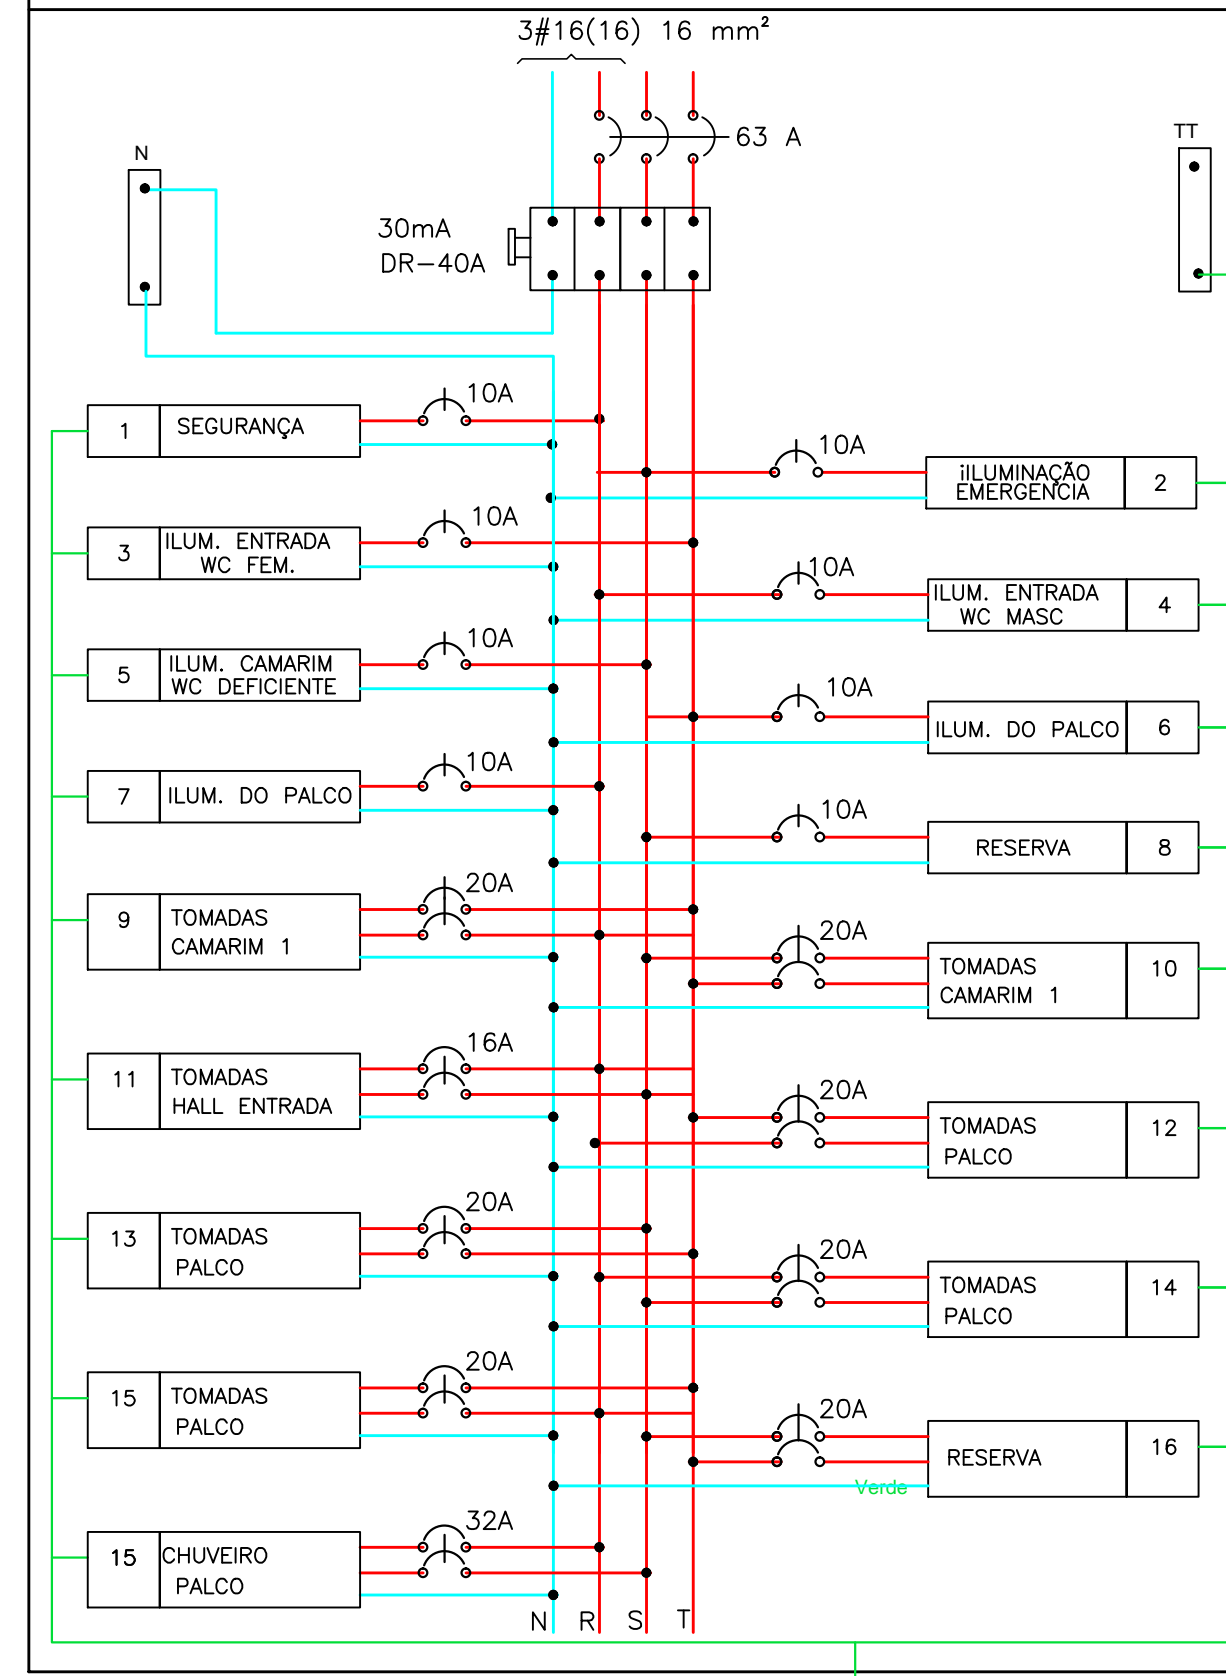 3#16(16) 16 mm²
63 A
TT
N
30mA
DR-40A
10A
1 SEGURANÇA
10A
iILUMINAÇÃO
EMERGENCIA
2
10A
3
ILUM. ENTRADA
WC FEM.
10A
ILUM. ENTRADA
WC MASC
4
10A
5
ILUM. CAMARIM
WC DEFICIENTE
10A
ILUM. DO PALCO 6
10A
7 ILUM. DO PALCO
10A
RESERVA 8
20A
9 TOMADAS
CAMARIM 1
20A
TOMADAS 10
CAMARIM 1
16A
11 TOMADAS
HALL ENTRADA
20A
TOMADAS 12
PALCO
20A
13 TOMADAS
PALCO
20A
TOMADAS 14
PALCO
20A
15 TOMADAS
PALCO
20A
RESERVA 16
Verde
32A
15 CHUVEIRO
PALCO
N R S T